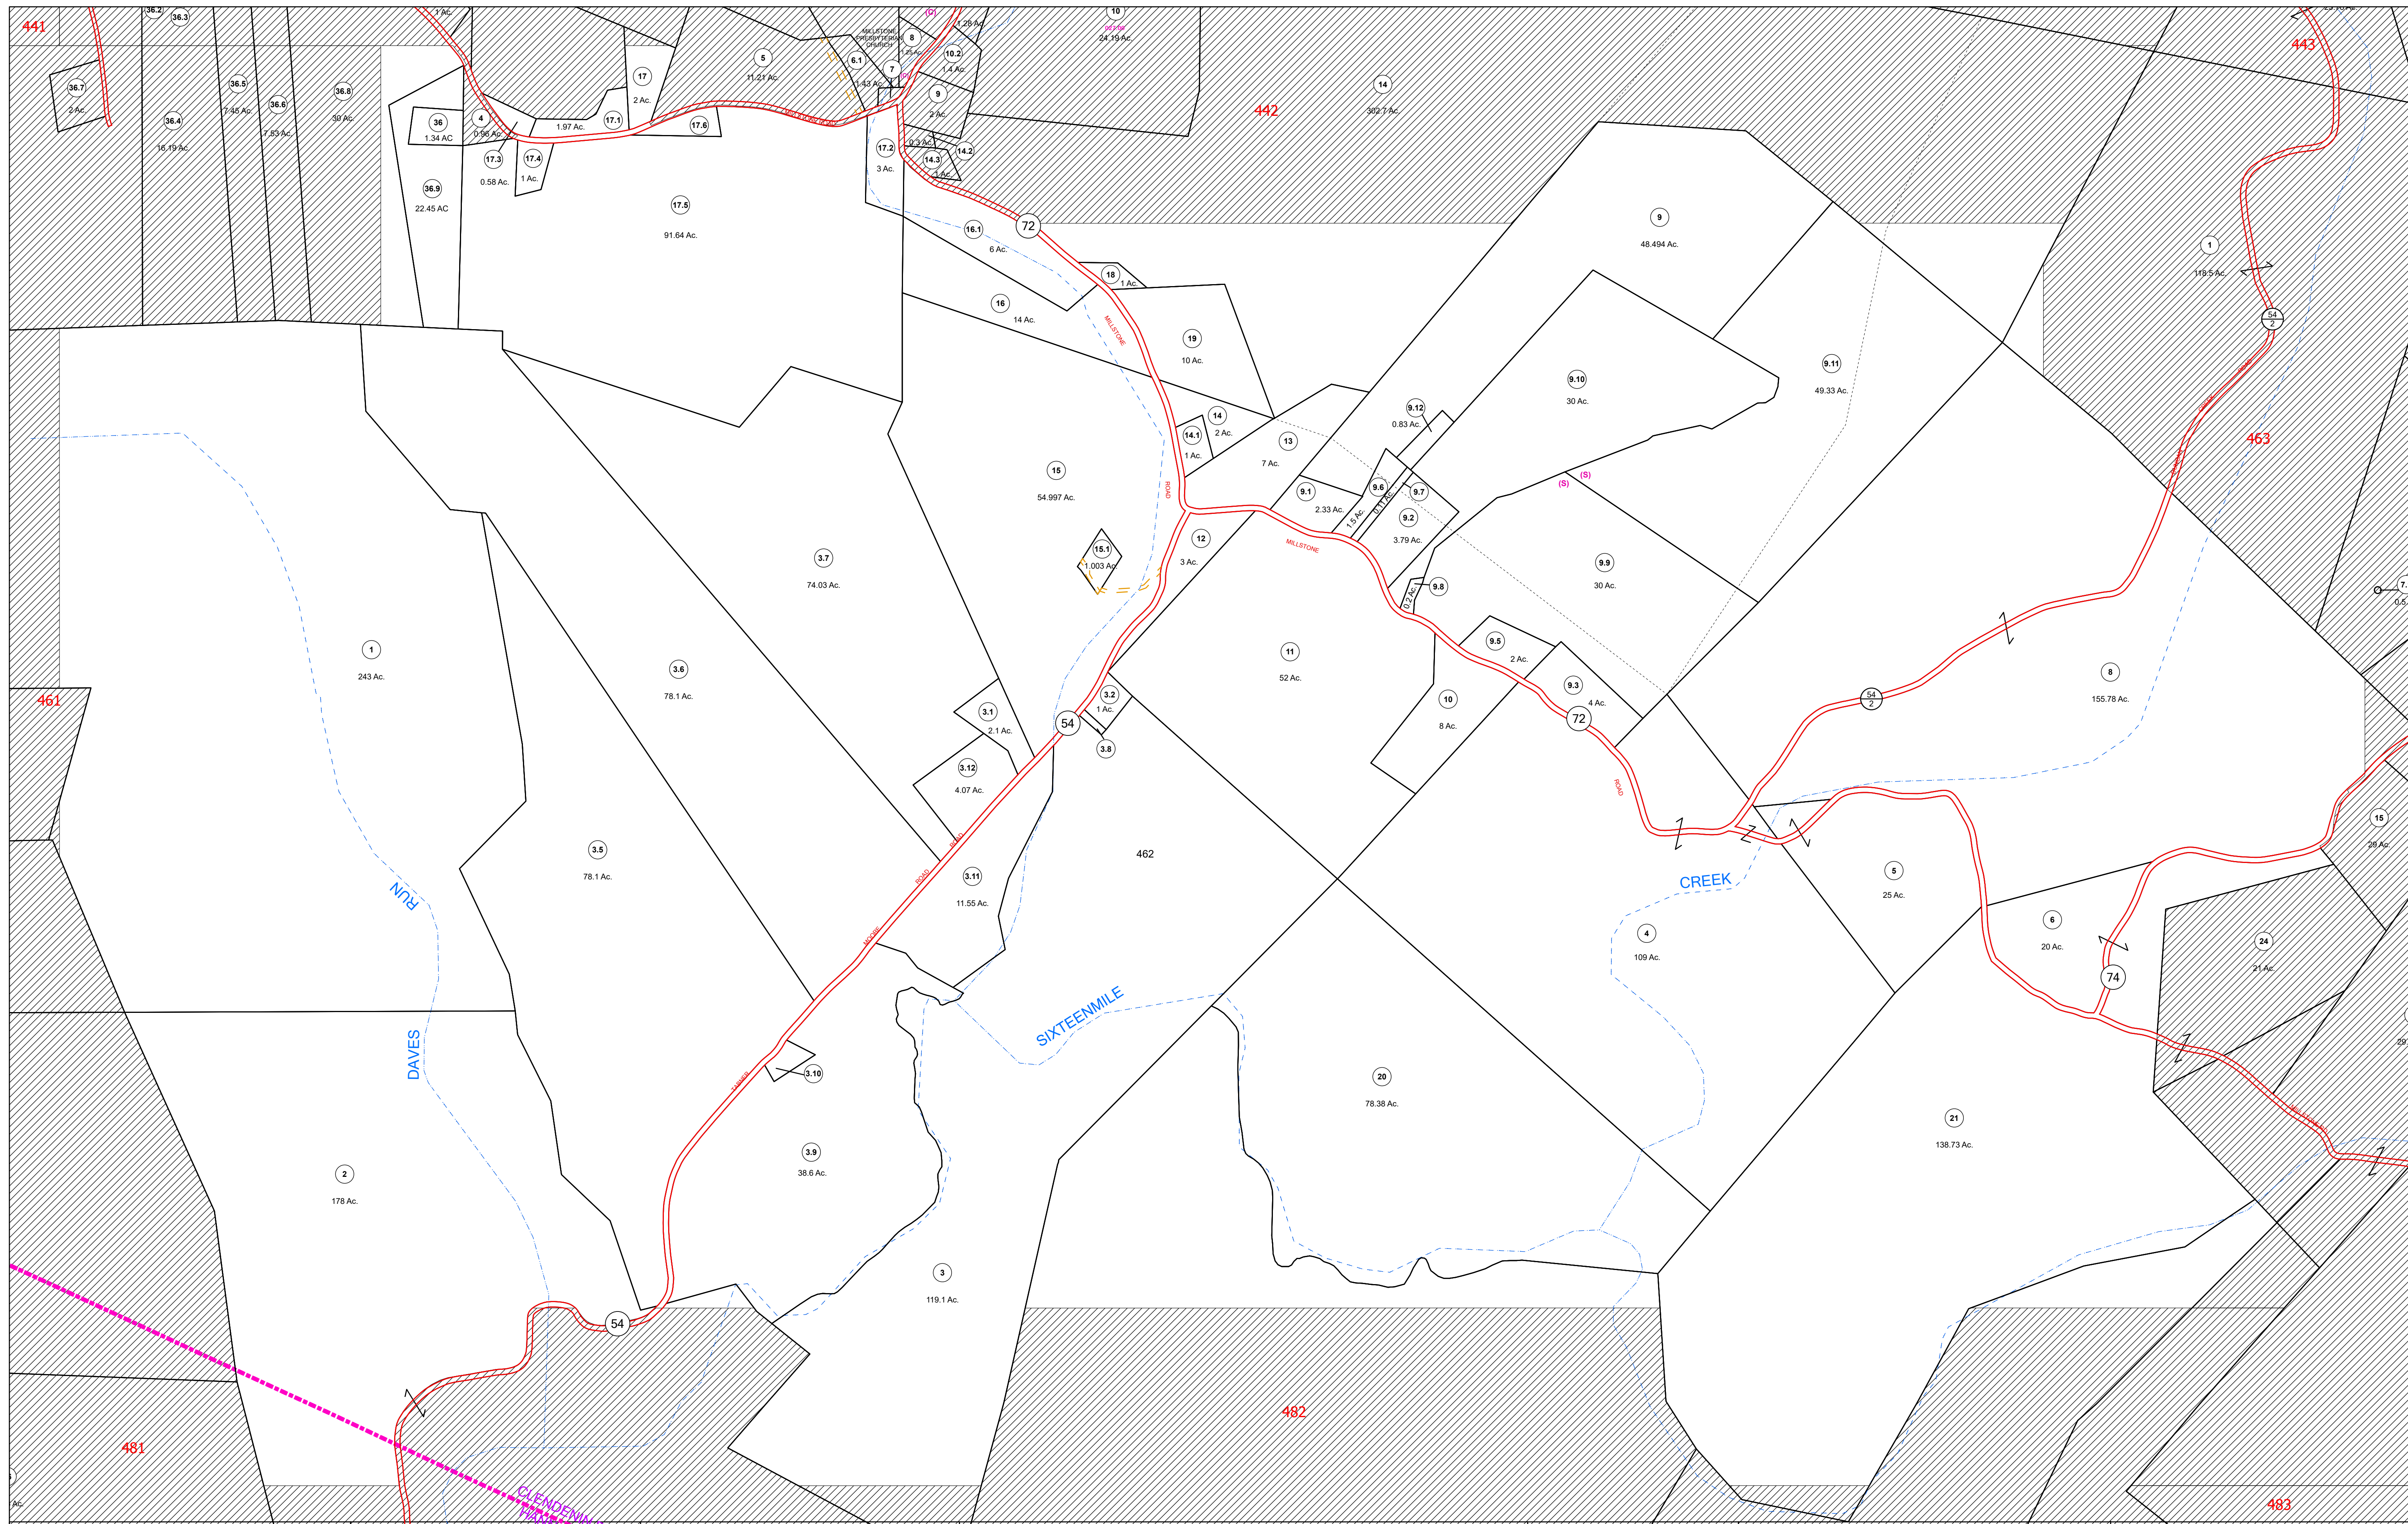 441
36.2
36.3
1 Ac.
36.7
2 Ac.
36.4
16.19 Ac.
36.5
7.45 Ac.
36.6
7.53 Ac.
36.8
30 Ac.
36
1.34 AC
36.9
22.45 AC
4
0.96 Ac.
17.3
0.58 Ac.
17.4
1 Ac.
1.97 Ac.
17.1
17
2 Ac.
17.6
5
11.21 Ac.
MILLSTONE
PRESBYTERIAN
CHURCH
6.1
1.43 Ac.
7
(C)
8
1.25 Ac.
1.28 Ac.
10.2
1.4 Ac.
9
2 Ac.
0.3 Ac.
14.2
14.3
1 Ac.
17.2
3 Ac.
10
24.19 Ac.
442
14
302.7 Ac.
443
17.5
91.64 Ac.
16.1
6 Ac.
72
16
14 Ac.
18
1 Ac.
19
10 Ac.
MILLSTONE
ROAD
9
48.494 Ac.
1
118.5 Ac.
54
2
463
9.10
30 Ac.
9.11
49.33 Ac.
9.12
0.83 Ac.
14
2 Ac.
14.1
1 Ac.
13
7 Ac.
15
54.997 Ac.
15.1
1.003 Ac.
9.1
2.33 Ac.
9.6
1.5 Ac.
0.11 Ac.
9.7
9.2
3.79 Ac.
(S)
(S)
12
3 Ac.
MILLSTONE
9.9
30 Ac.
9.8
0.2 Ac.
3.7
74.03 Ac.
1
243 Ac.
461
3.6
78.1 Ac.
11
52 Ac.
9.5
2 Ac.
9.3
4 Ac.
10
8 Ac.
72
ROAD
54
2
8
155.78 Ac.
3.1
2.1 Ac.
3.2
1 Ac.
54
3.8
3.12
4.07 Ac.
3.5
78.1 Ac.
3.11
11.55 Ac.
ROAD
ROAD
MOORE
TARVER
462
RUN
DAVES
CREEK
SIXTEENMILE
4
109 Ac.
5
25 Ac.
6
20 Ac.
15
29 Ac.
24
21 Ac.
74
3.10
3.9
38.6 Ac.
20
78.38 Ac.
21
138.73 Ac.
2
178 Ac.
3
119.1 Ac.
54
481
482
483
Ac.
CLENDENIN